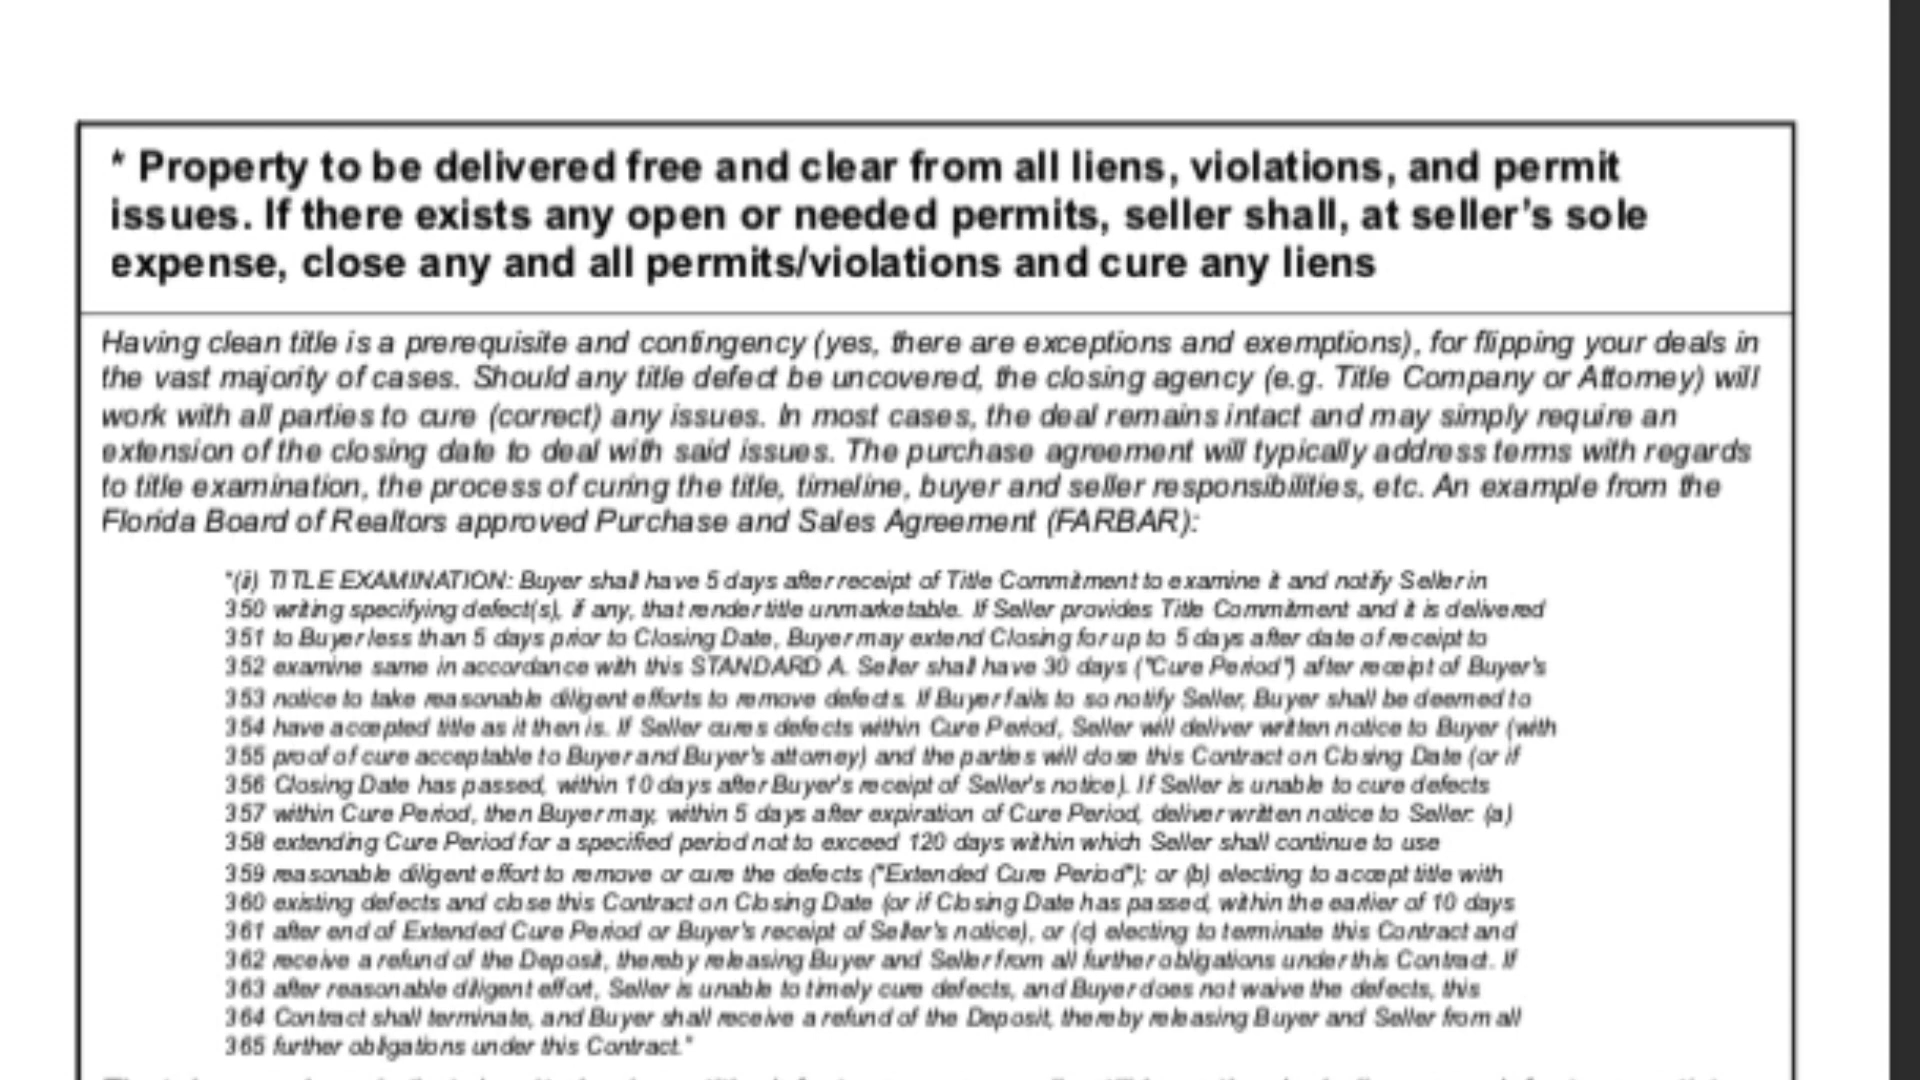 * Property to be delivered free and clear from all liens, violations, and permit
issues. If there exists any open or needed permits, seller shall, at seller's sole
expense, close any and all permits/violations and cure any liens
Having clean title is a prerequisite and contingency (yes, there are exceptions and exemptions), for flipping your deals in
the vast majority of cases. Should any title defect be uncovered, the closing agency (e.g. Title Company or Attorney) will
work with all parties to cure (correct) any issues. In most cases, the deal remains intact and may simply require an
extension of the closing date to deal with said issues. The purchase agreement will typically address terms with regards
to title examination, the process of curing the title, timeline, buyer and seller responsibilities, etc. An example from the
Florida Board of Realtors approved Purchase and Sales Agreement (FARBAR):
"(ii) TITLE EXAMINATION: Buyer shall have 5 days after receipt of Title Commitment to examine it and notify Seller in
350 writing specifying defect(s), if any, that render title unmarketable. If Seller provides Title Commitment and it is delivered
351 to Buyer less than 5 days prior to Closing Date, Buyer may extend Closing for up to 5 days after date of receipt to
352 examine same in accordance with this STANDARD A. Seller shall have 30 days ("Cure Period") after receipt of Buyer's
353 notice to take reasonable diligent efforts to remove defects. If Buyer fails to so notify Seller, Buyer shall be deemed to
354 have accepted title as it then is. If Seller cures defects within Cure Period, Seller will deliver written notice to Buyer (with
355 proof of cure acceptable to Buyer and Buyer's attorney) and the parties will close this Contract on Closing Date (or if
356 Closing Date has passed, within 10 days after Buyer's receipt of Seller's notice). If Seller is unable to cure defects
357 within Cure Period, then Buyer may, within 5 days after expiration of Cure Period, deliver written notice to Seller: (a)
358 extending Cure Period for a specified period not to exceed 120 days within which Seller shall continue to use
359 reasonable diligent effort to remove or cure the defects ("Extended Cure Period"); or (b) electing to accept title with
360 existing defects and close this Contract on Closing Date (or if Closing Date has passed, within the earlier of 10 days
361 after end of Extended Cure Period or Buyer's receipt of Seller's notice), or (c) electing to terminate this Contract and
362 receive a refund of the Deposit, thereby releasing Buyer and Seller from all further obligations under this Contract. If
363 after reasonable diligent effort, Seller is unable to timely cure defects, and Buyer does not waive the defects, this
364 Contract shall terminate, and Buyer shall receive a refund of the Deposit, thereby releasing Buyer and Seller from all
365 further obligations under this Contract."